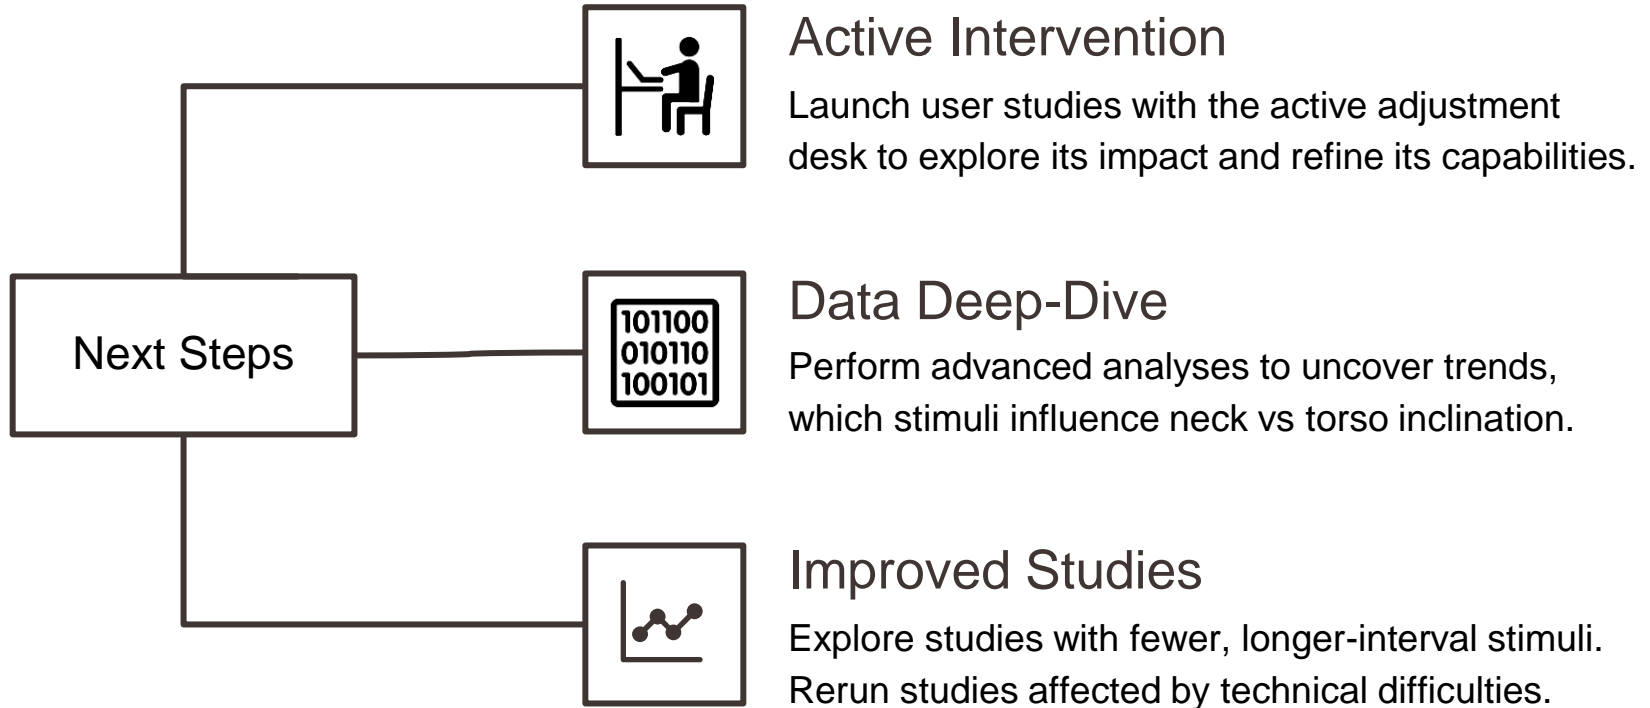 Active Intervention
Launch user studies with the active adjustment
desk to explore its impact and refine its capabilities.
Next Steps
101100
010110
100101
Data Deep-Dive
Perform advanced analyses to uncover trends,
which stimuli influence neck vs torso inclination.
Improved Studies
Explore studies with fewer, longer-interval stimuli.
Rerun studies affected by technical difficulties.